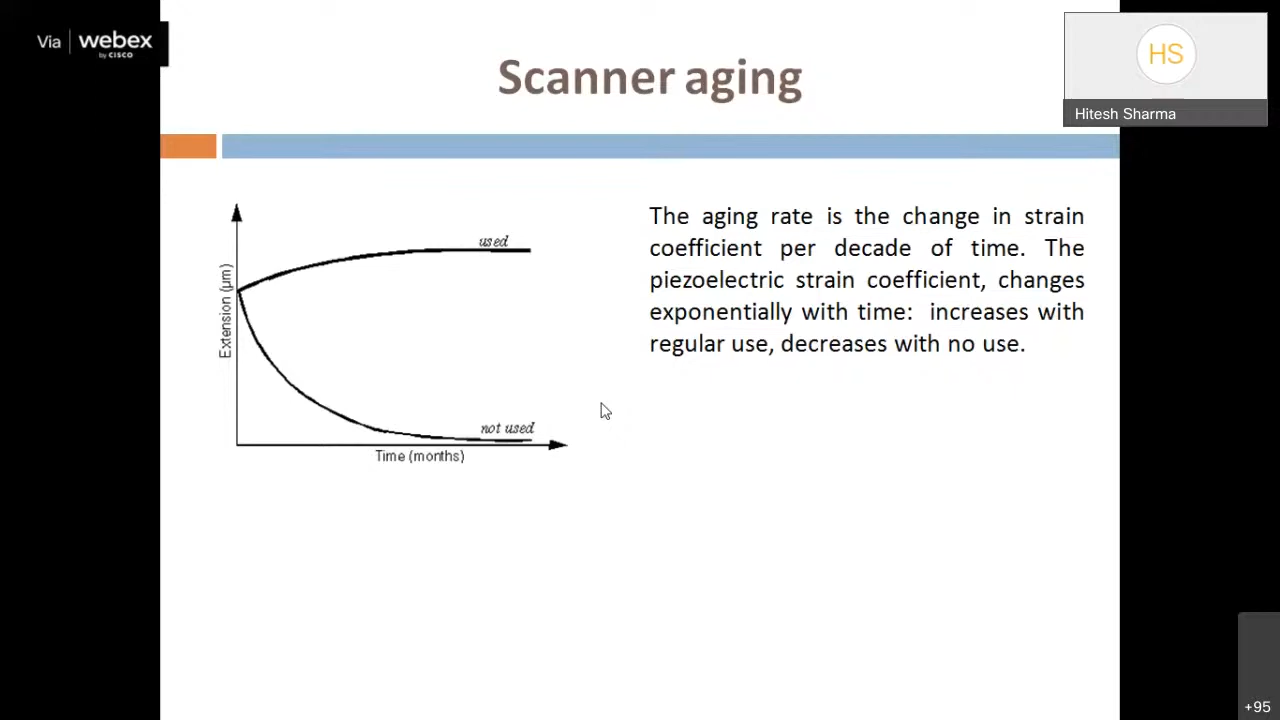 Via webex
by CISCO
HS
Hitesh Sharma
Scanner aging
used
Extension (µm)
not used
Time (months)
The aging rate is the change in strain
coefficient per decade of time. The
piezoelectric strain coefficient, changes
exponentially with time: increases with
regular use, decreases with no use.
+95